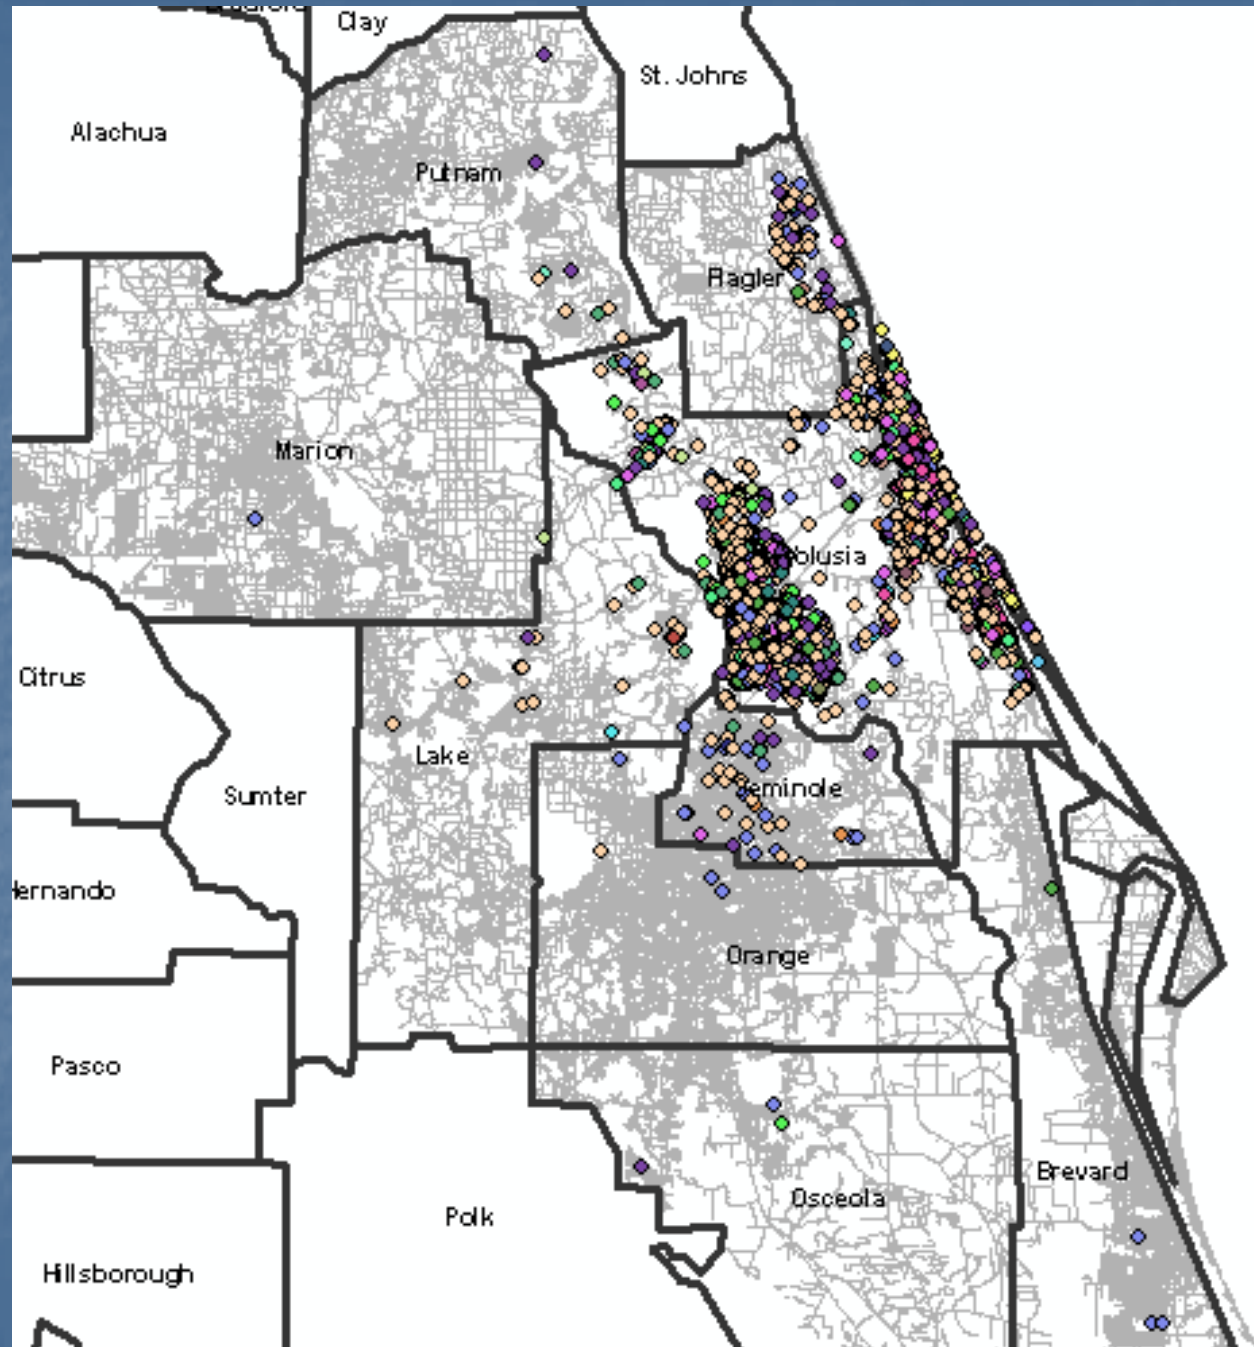 Clay
St. Johns
Alachua
Putnam
Flagler
Marion
Volusia
Citrus
Lake
Seminole
Sumter
Hernando
Orange
Pasco
Brevard
Osceola
Polk
Hillsborough